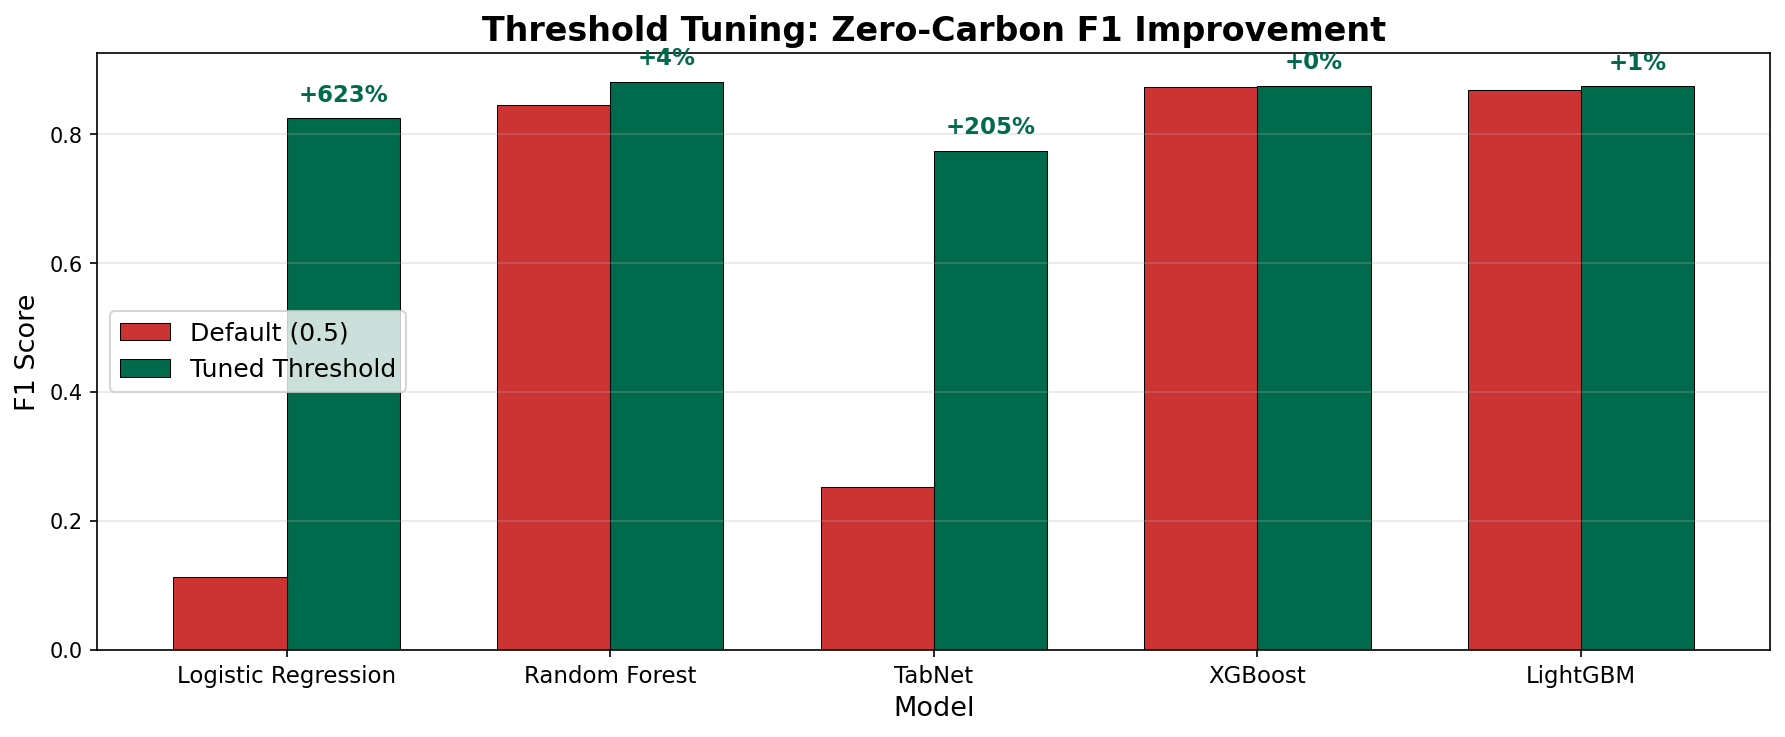 Threshold Tuning: Zero-Carbon F1 Improvement
+623%
+4%
+205%
+0%
+1%
F1 Score
0.8
0.6
0.4
0.2
0.0
Default (0.5)
Tuned Threshold
Logistic Regression
Random Forest
TabNet
XGBoost
LightGBM
Model